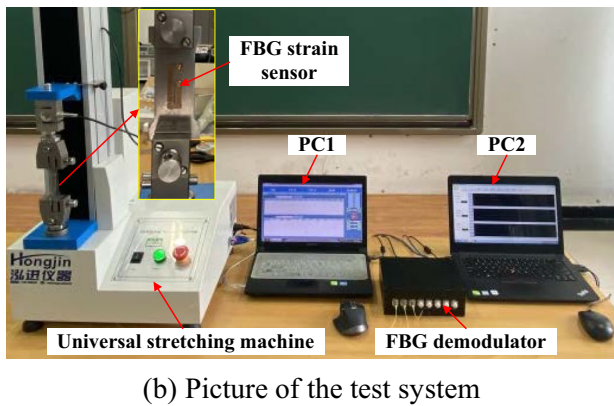 FBG strain
sensor
PC1
PC2
Hongjin
泓进仪器
Universal stretching machine
FBG demodulator
(b) Picture of the test system